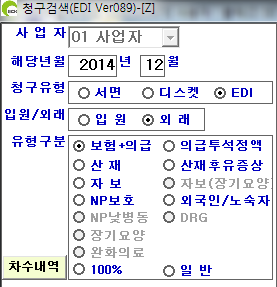 청구검색(EDI Ver089)-[Z]
사 업 자 01 사업자
해당년월 2014 년 12 월
청구유형 서면 디스켓 EDI
입원/외래 입 원 외 래
유형구분 보험+의급 의급투석정액
산 재 산재후유증상
자 보 자보(장기요양)
NP보호 외국인/노숙자
NP낮병동 DRG
장기요양
완화의료
차수내역 100% 일 반